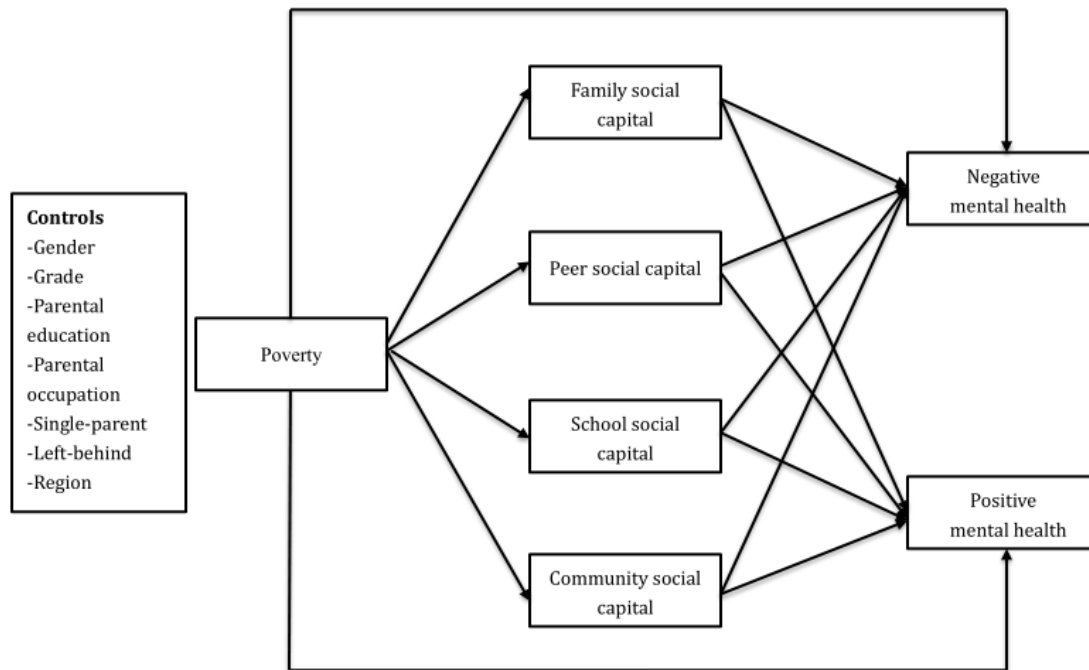 Controls
-Gender
-Grade
-Parental
education
-Parental
occupation
-Single-parent
-Left-behind
-Region
Poverty
Family social
capital
Peer social capital
School social
capital
Community social
capital
Negative
mental health
Positive
mental health